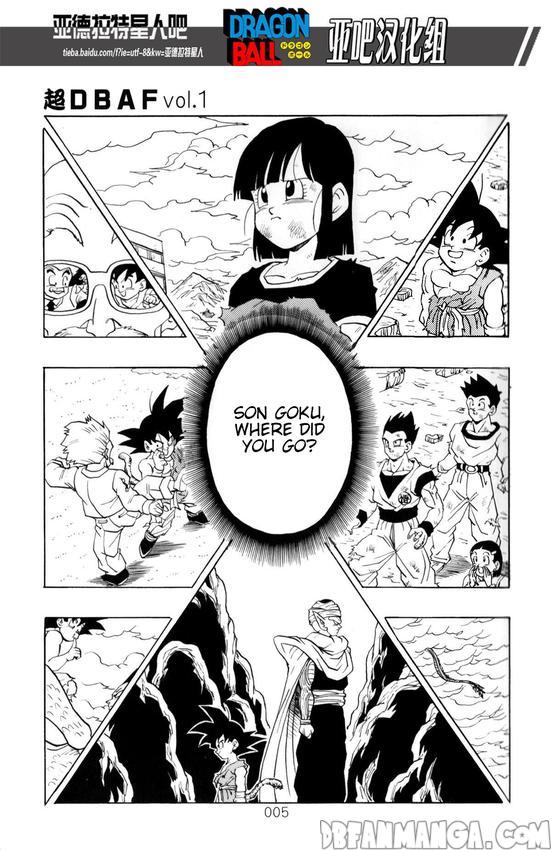 亚德拉特星人吧
tieba.baidu.com/f?ie=utf-8&kw=亚德拉特星人
DRAGON
BALL
ドラゴン
ボール
亚吧汉化组
超DBAF vol.1
SON GOKU,
WHERE DID
YOU GO?
005
DBFANMANGA.COM